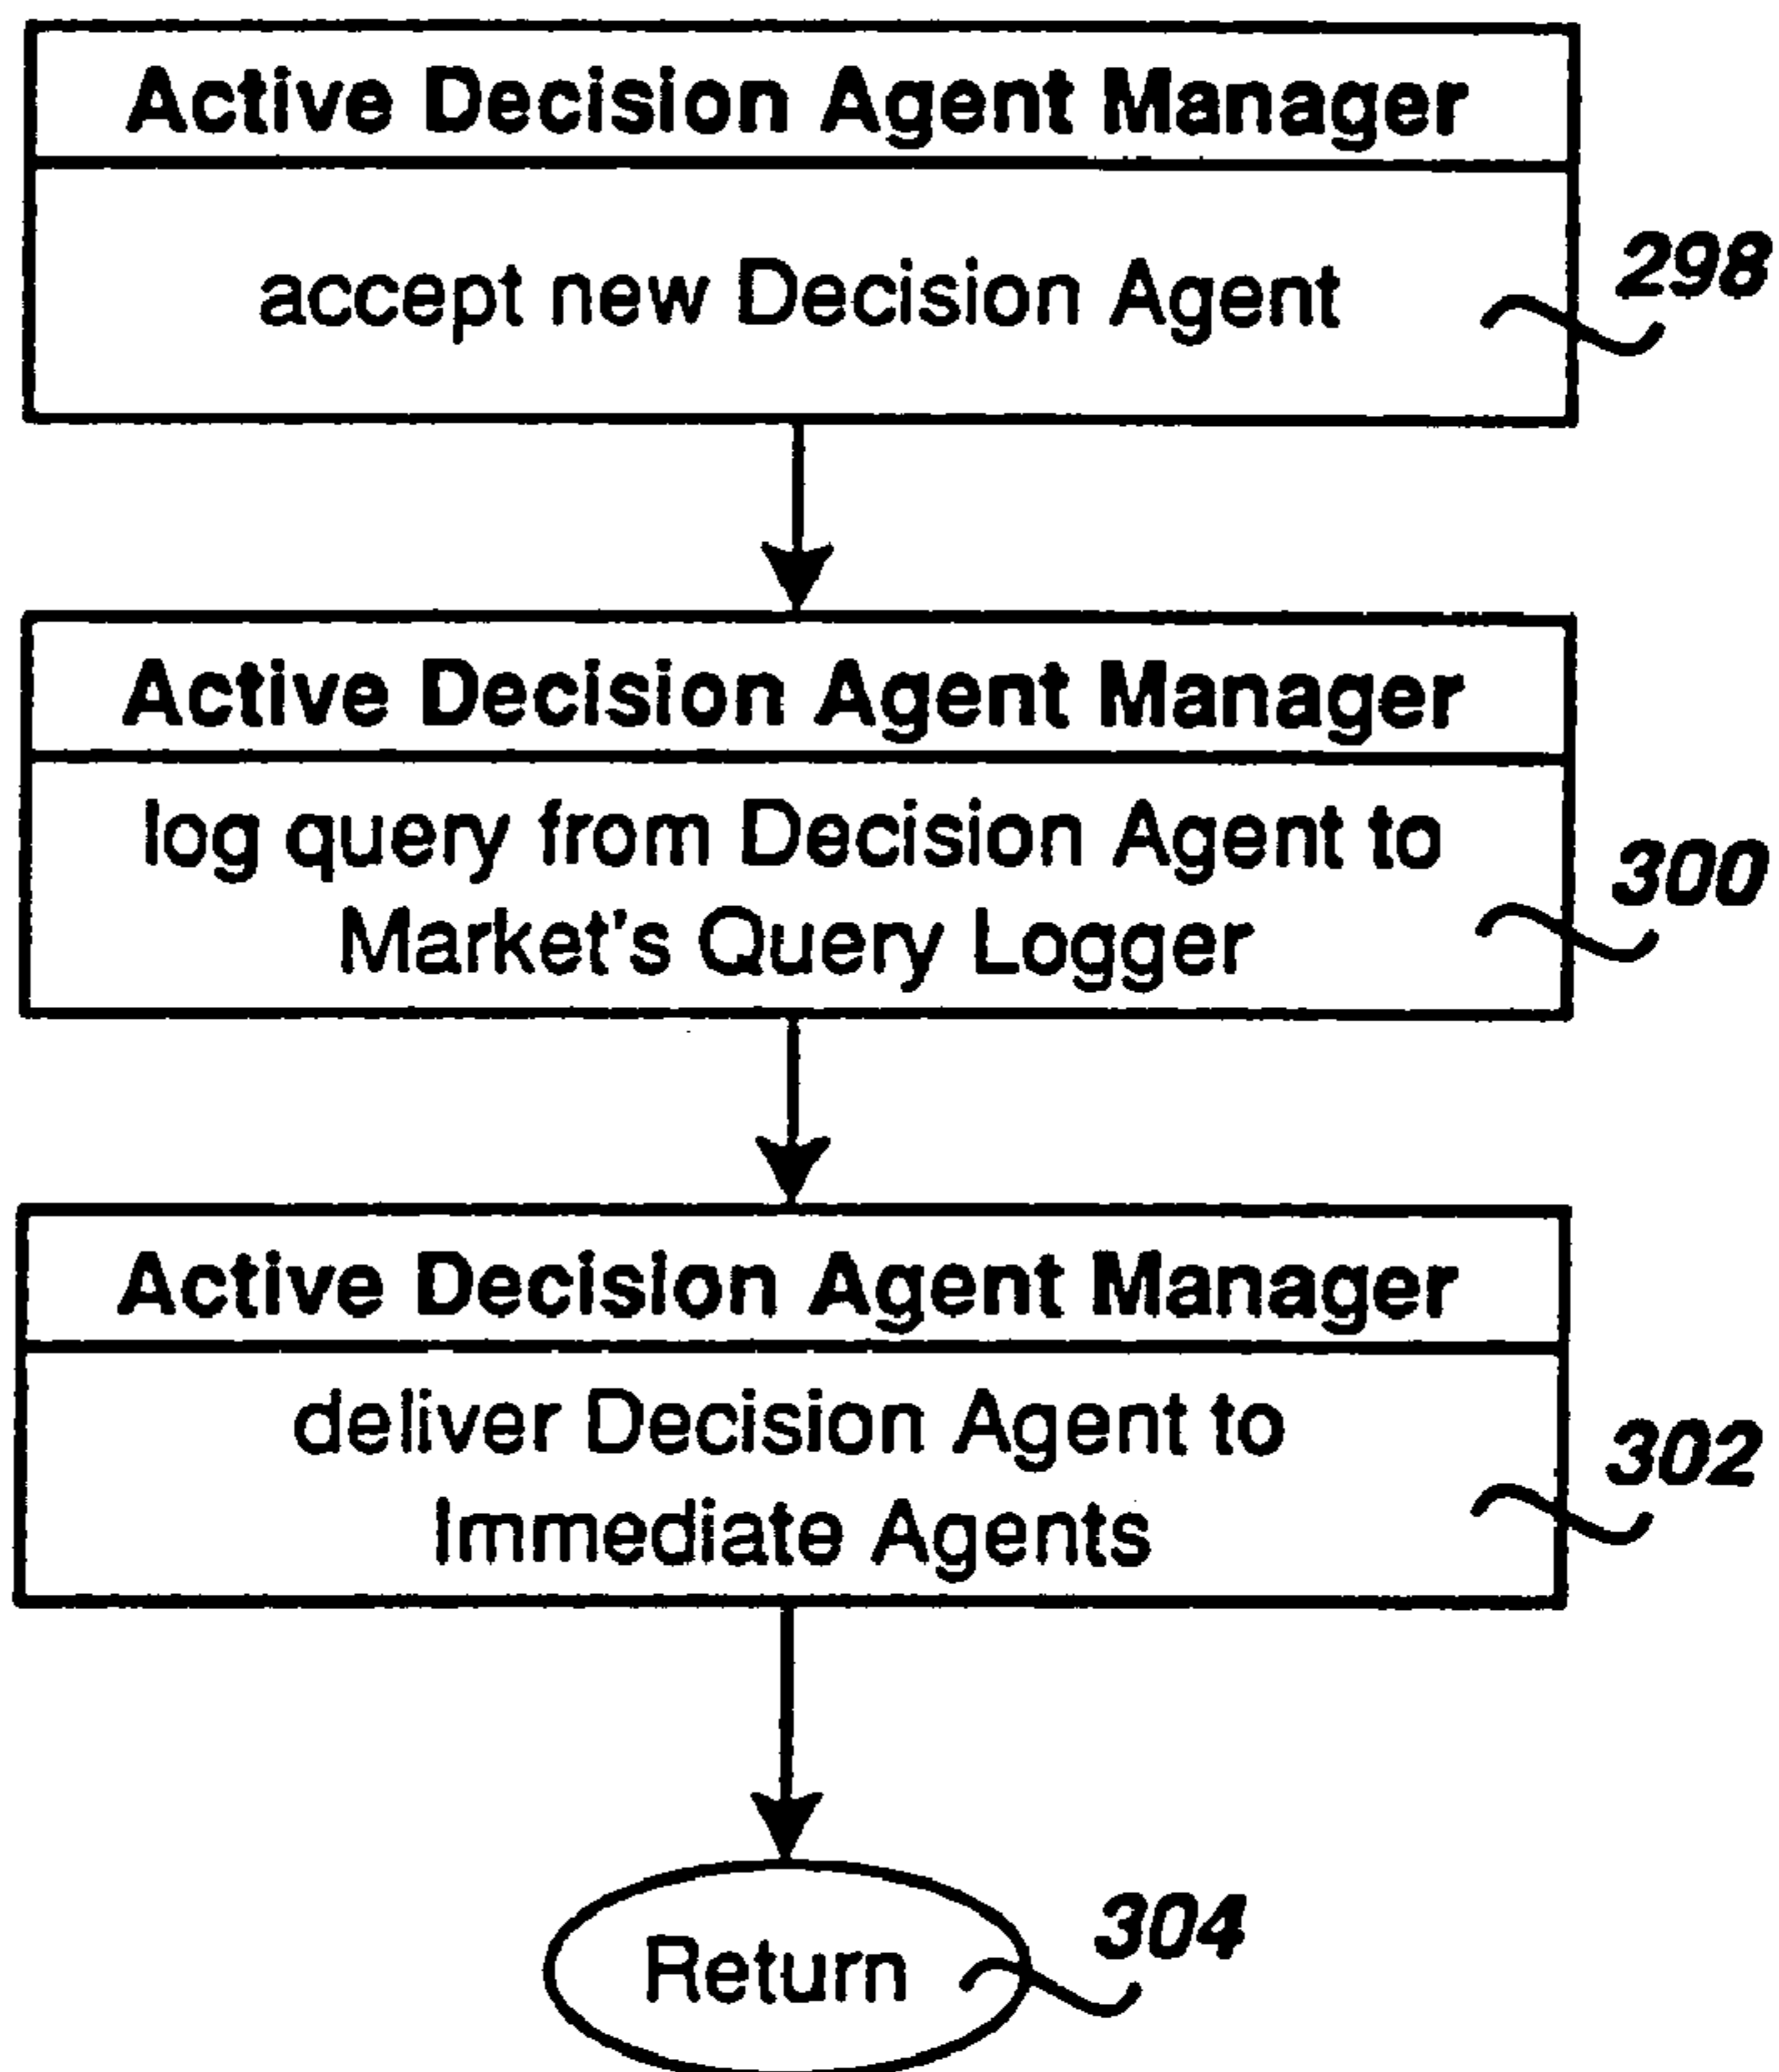 Active Decision Agent Manager
accept new Decision Agent
298
Active Decision Agent Manager
log query from Decision Agent to
Market's Query Logger
300
Active Decision Agent Manager
deliver Decision Agent to
Immediate Agents
302
Return
304